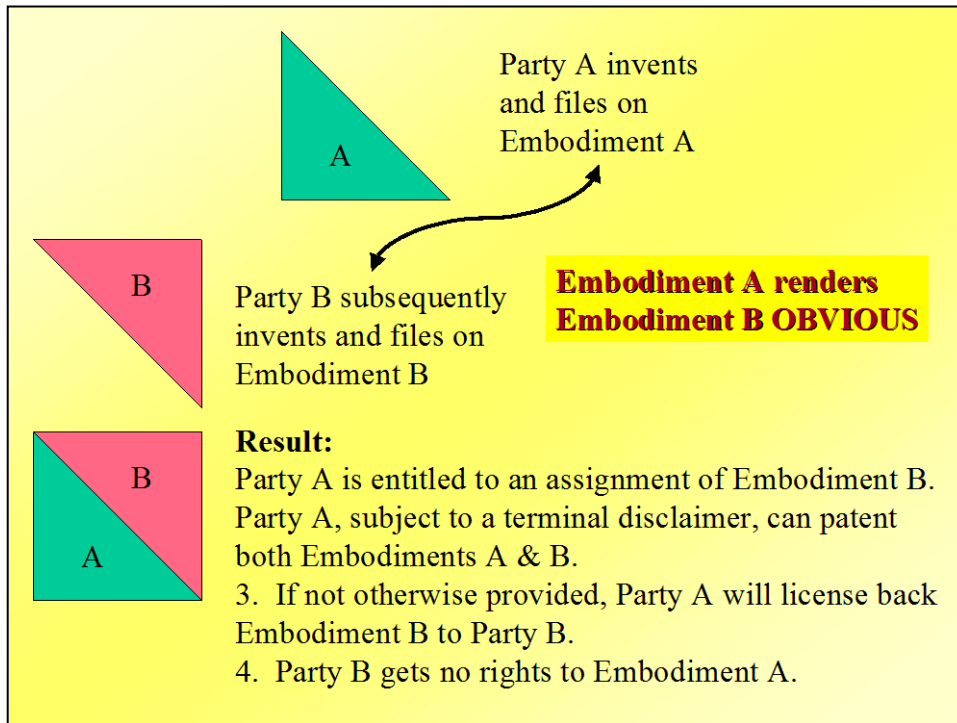 Party A invents
and files on
Embodiment A
A
B
Party B subsequently
invents and files on
Embodiment B
Embodiment A renders
Embodiment B OBVIOUS
B
A
Result:
Party A is entitled to an assignment of Embodiment B.
Party A, subject to a terminal disclaimer, can patent
both Embodiments A & B.
3.  If not otherwise provided, Party A will license back
Embodiment B to Party B.
4.  Party B gets no rights to Embodiment A.